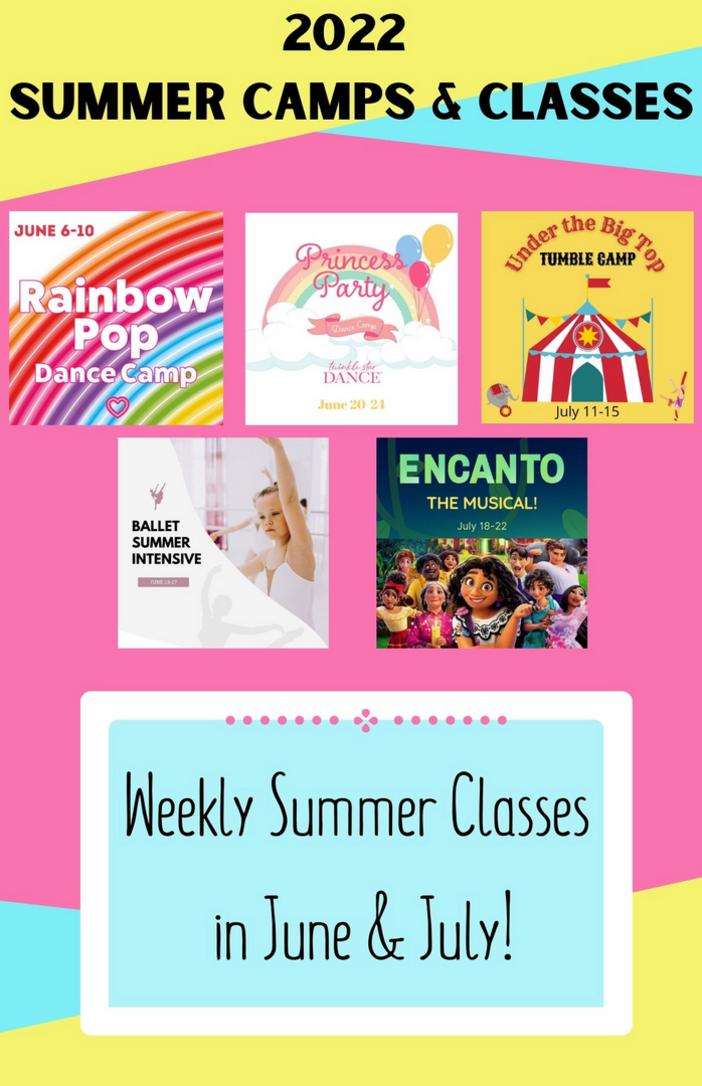 2022
SUMMER CAMPS & CLASSES
JUNE 6-10
Rainbow
Pop
Dance Camp
Princess
Party
Dance Camp
twinkle star
DANCE
June 20-24
Under the Big Top
TUMBLE CAMP
July 11-15
BALLET
SUMMER
INTENSIVE
ENCANTO
THE MUSICAL!
July 18-22
Weekly Summer Classes
in June & July!